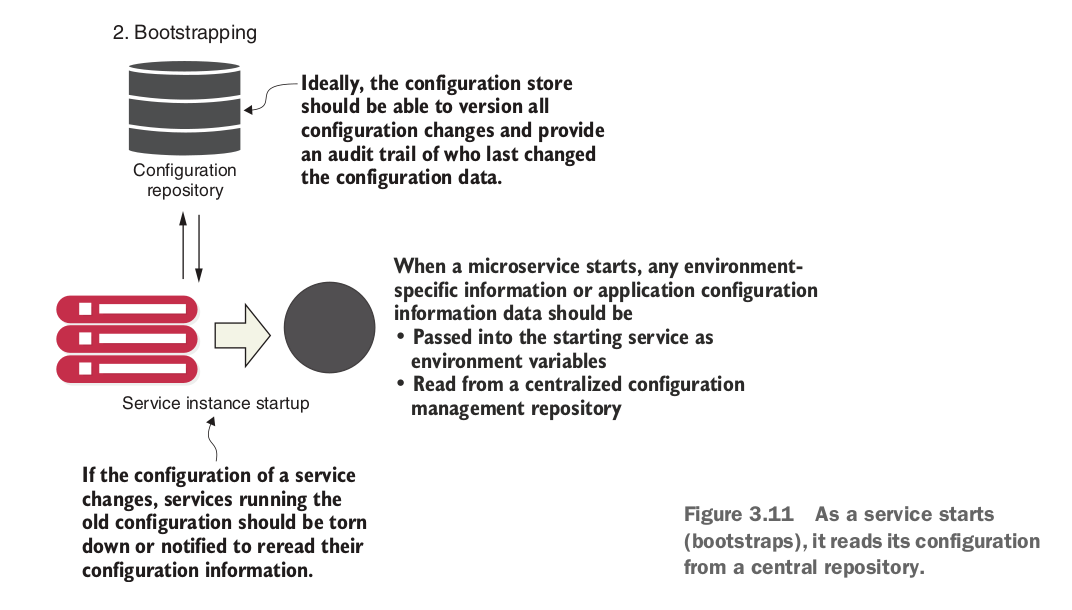 2. Bootstrapping
Ideally, the configuration store
should be able to version all
configuration changes and provide
an audit trail of who last changed
the configuration data.
Configuration
repository
When a microservice starts, any environment-
specific information or application configuration
information data should be
• Passed into the starting service as
environment variables
• Read from a centralized configuration
management repository
Service instance startup
If the configuration of a service
changes, services running the
old configuration should be torn
down or notified to reread their
configuration information.
Figure 3.11 As a service starts
(bootstraps), it reads its configuration
from a central repository.